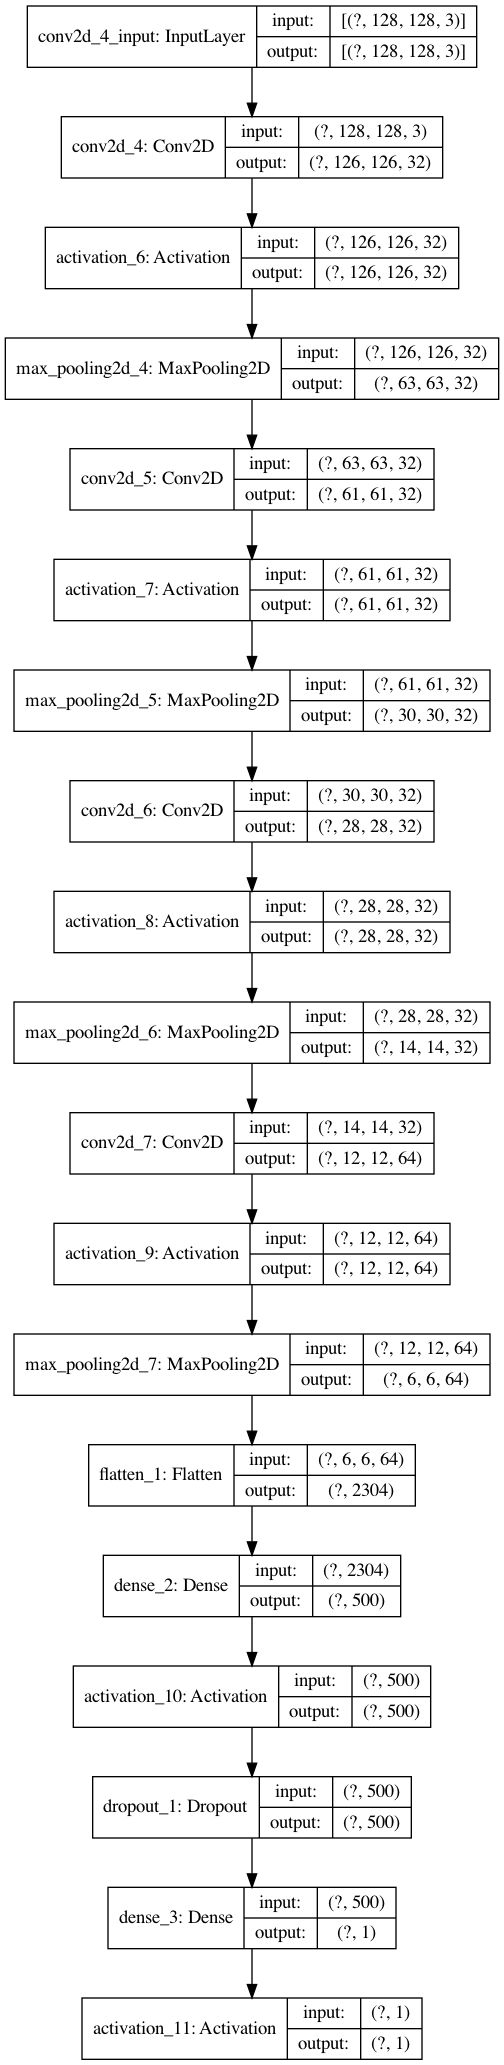 conv2d_4_input: InputLayer
input: [(?, 128, 128, 3)]
output: [(?, 128, 128, 3)]
conv2d_4: Conv2D
input: (?, 128, 128, 3)
output: (?, 126, 126, 32)
activation_6: Activation
input: (?, 126, 126, 32)
output: (?, 126, 126, 32)
max_pooling2d_4: MaxPooling2D
input: (?, 126, 126, 32)
output: (?, 63, 63, 32)
conv2d_5: Conv2D
input: (?, 63, 63, 32)
output: (?, 61, 61, 32)
activation_7: Activation
input: (?, 61, 61, 32)
output: (?, 61, 61, 32)
max_pooling2d_5: MaxPooling2D
input: (?, 61, 61, 32)
output: (?, 30, 30, 32)
conv2d_6: Conv2D
input: (?, 30, 30, 32)
output: (?, 28, 28, 32)
activation_8: Activation
input: (?, 28, 28, 32)
output: (?, 28, 28, 32)
max_pooling2d_6: MaxPooling2D
input: (?, 28, 28, 32)
output: (?, 14, 14, 32)
conv2d_7: Conv2D
input: (?, 14, 14, 32)
output: (?, 12, 12, 64)
activation_9: Activation
input: (?, 12, 12, 64)
output: (?, 12, 12, 64)
max_pooling2d_7: MaxPooling2D
input: (?, 12, 12, 64)
output: (?, 6, 6, 64)
flatten_1: Flatten
input: (?, 6, 6, 64)
output: (?, 2304)
dense_2: Dense
input: (?, 2304)
output: (?, 500)
activation_10: Activation
input: (?, 500)
output: (?, 500)
dropout_1: Dropout
input: (?, 500)
output: (?, 500)
dense_3: Dense
input: (?, 500)
output: (?, 1)
activation_11: Activation
input: (?, 1)
output: (?, 1)